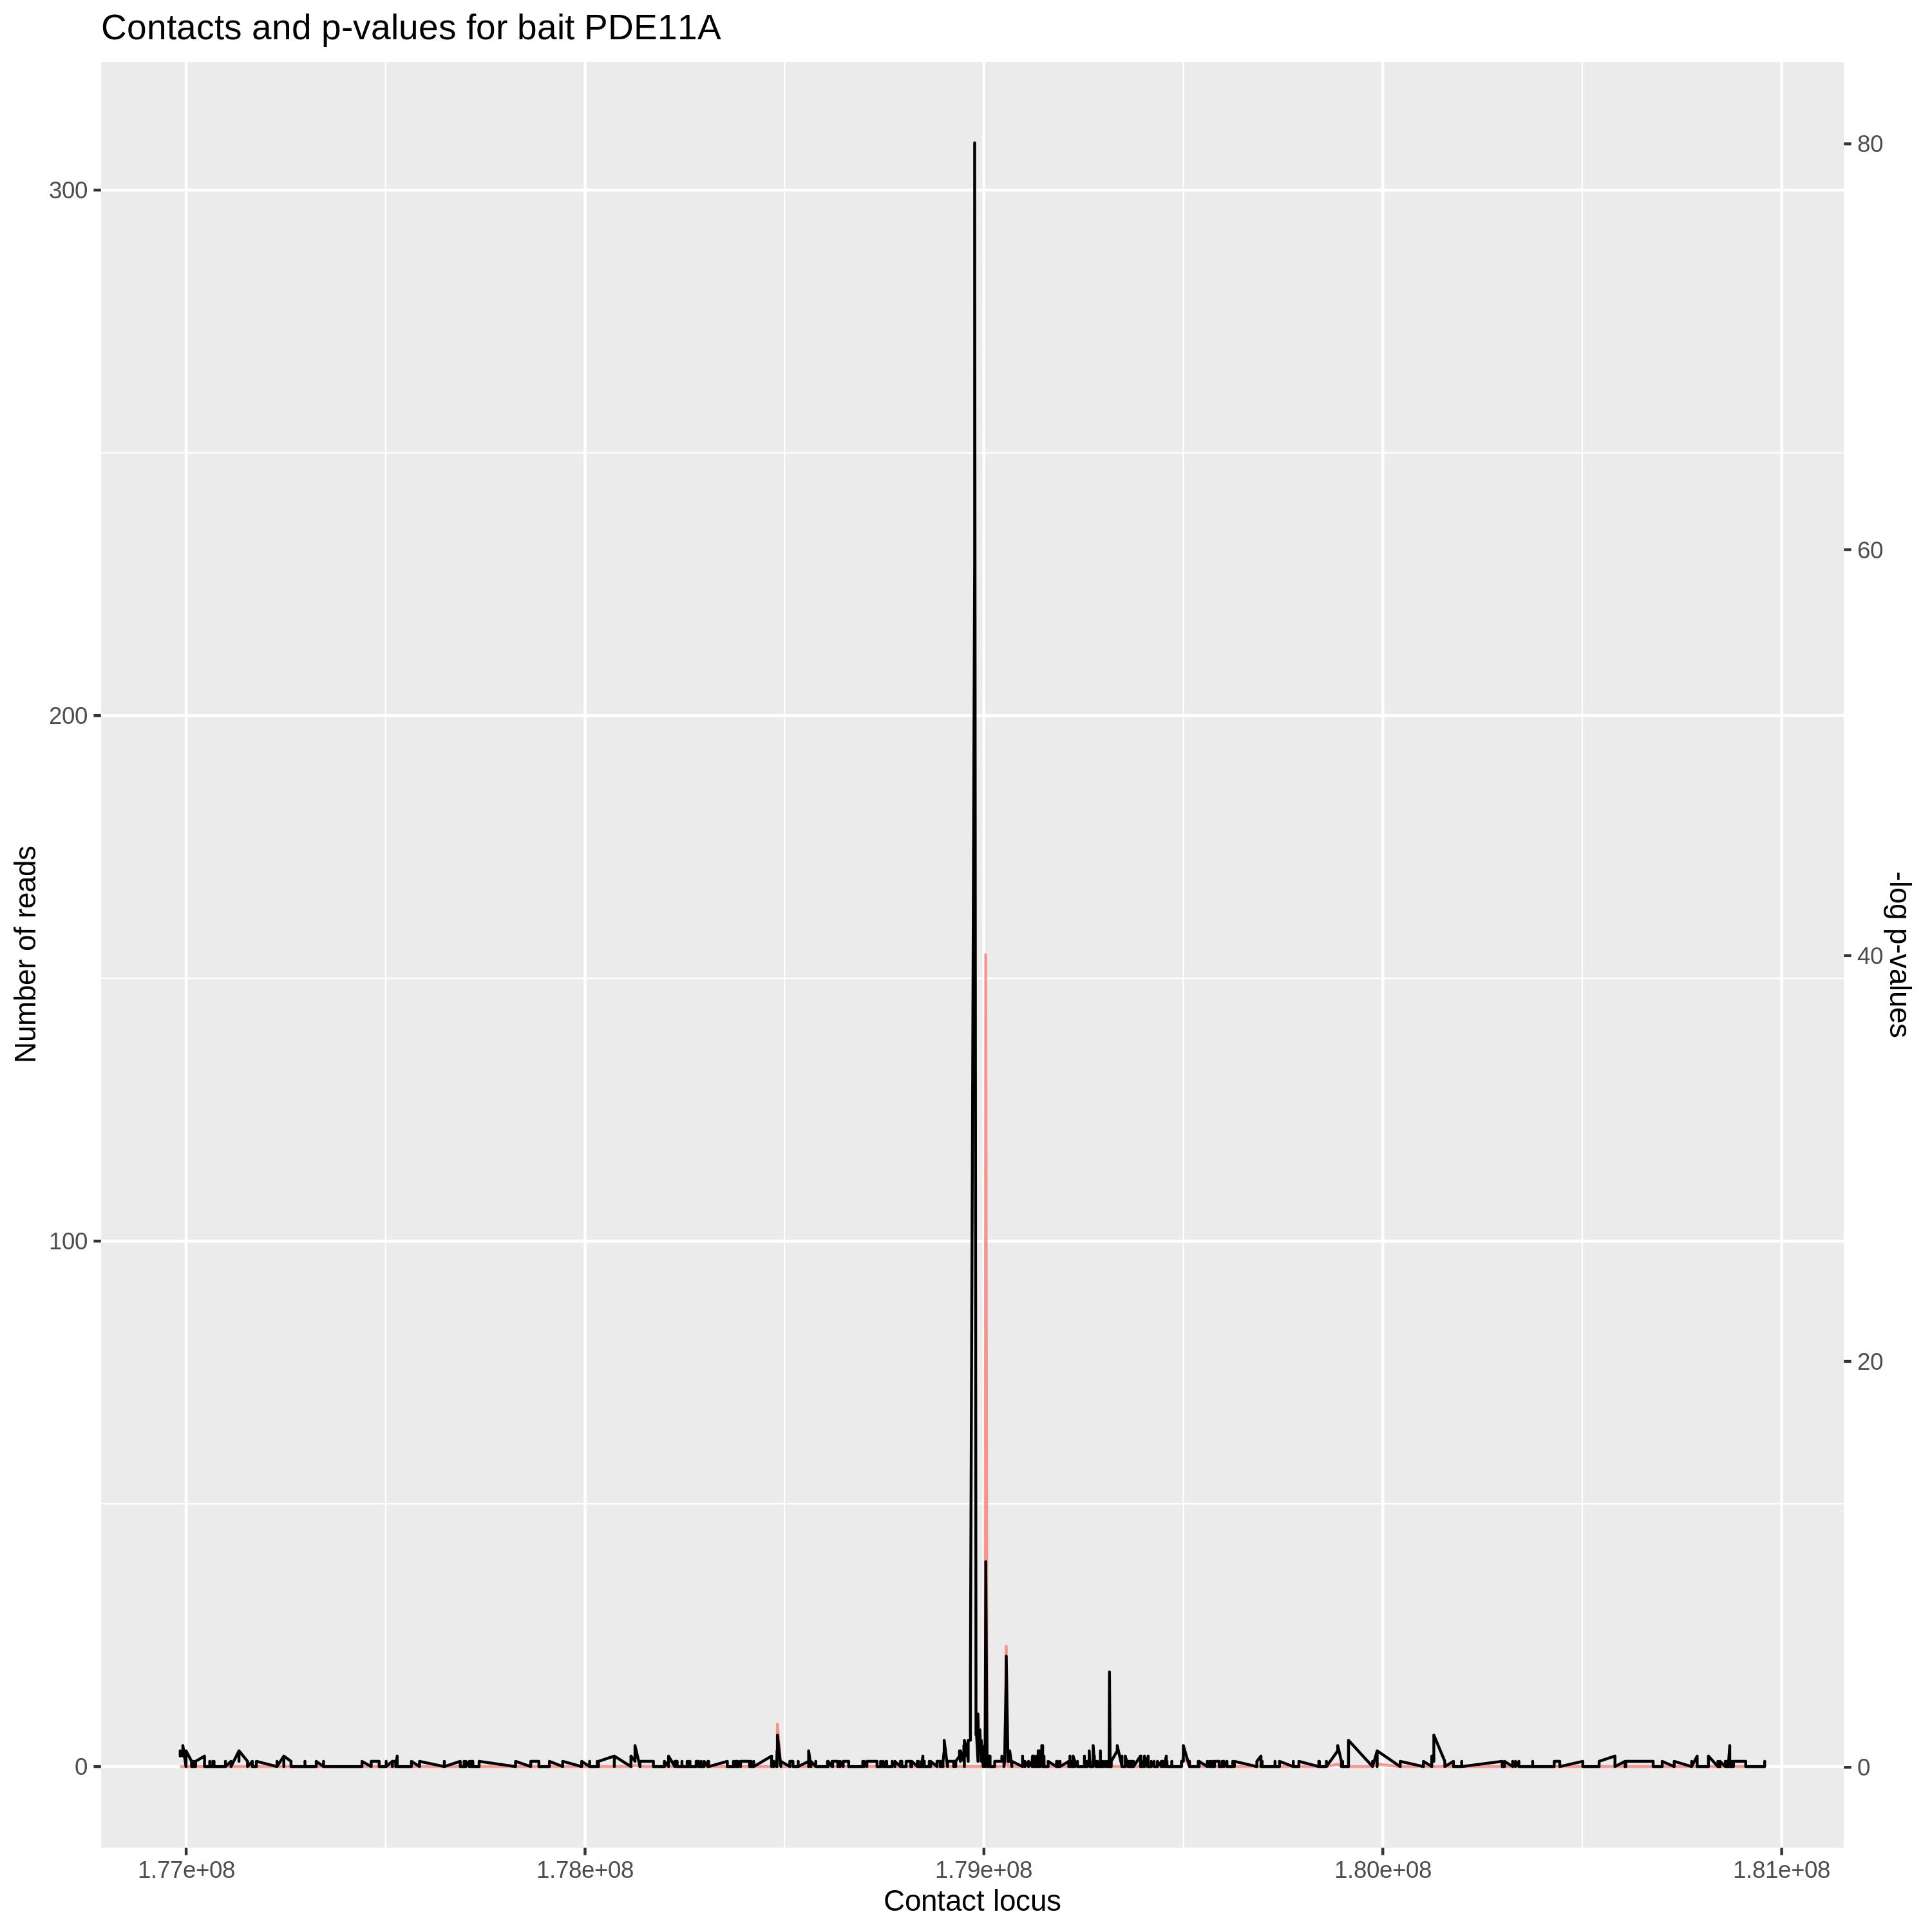 Contacts and p-values for bait PDE11A
300
200
100
0
80
60
40
20
0
Number of reads
-log p-values
1.77e+08
1.78e+08
1.79e+08
1.80e+08
1.81e+08
Contact locus